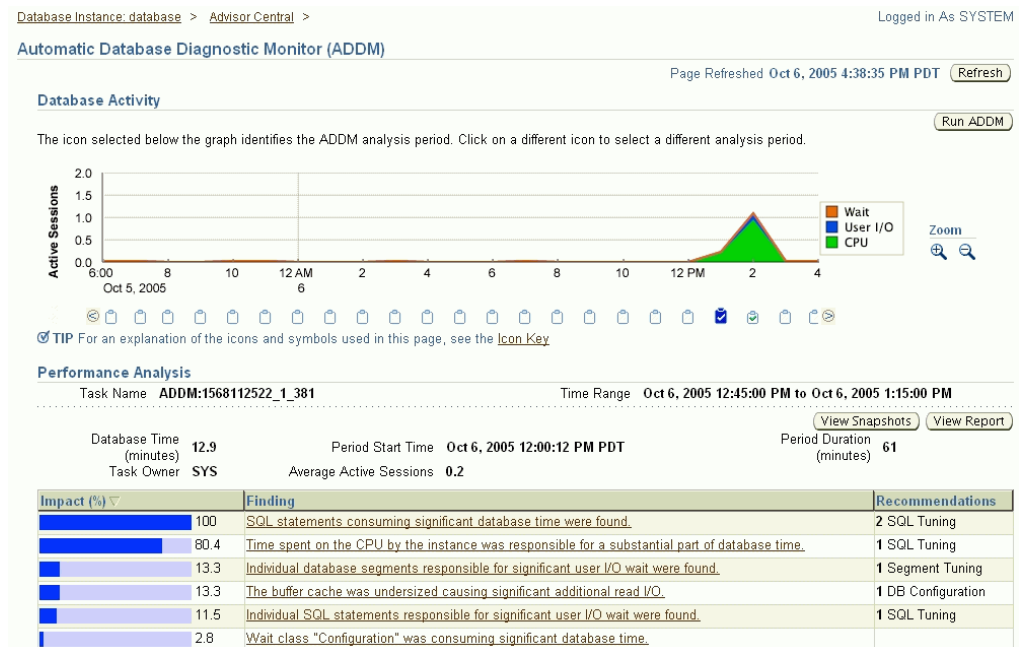 Database Instance: database > Advisor Central >
Logged in As SYSTEM
Automatic Database Diagnostic Monitor (ADDM)
Page Refreshed Oct 6, 2005 4:38:35 PM PDT Refresh
Database Activity
Run ADDM
The icon selected below the graph identifies the ADDM analysis period. Click on a different icon to select a different analysis period.
Active Sessions
2.0
1.5
1.0
0.5
0.0
6:00 8 10 12 AM 2 4 6 8 10 12 PM 2 4
Oct 5, 2005 6
Wait
User I/O
CPU
Zoom
TIP For an explanation of the icons and symbols used in this page, see the Icon Key
Performance Analysis
Task Name ADDM:1568112522_1_381 Time Range Oct 6, 2005 12:45:00 PM to Oct 6, 2005 1:15:00 PM
View Snapshots View Report
Database Time (minutes) 12.9 Period Start Time Oct 6, 2005 12:00:12 PM PDT Period Duration (minutes) 61
Task Owner SYS Average Active Sessions 0.2
Impact (%) Finding Recommendations
100 SQL statements consuming significant database time were found. 2 SQL Tuning
80.4 Time spent on the CPU by the instance was responsible for a substantial part of database time. 1 SQL Tuning
13.3 Individual database segments responsible for significant user I/O wait were found. 1 Segment Tuning
13.3 The buffer cache was undersized causing significant additional read I/O. 1 DB Configuration
11.5 Individual SQL statements responsible for significant user I/O wait were found. 1 SQL Tuning
2.8 Wait class "Configuration" was consuming significant database time.